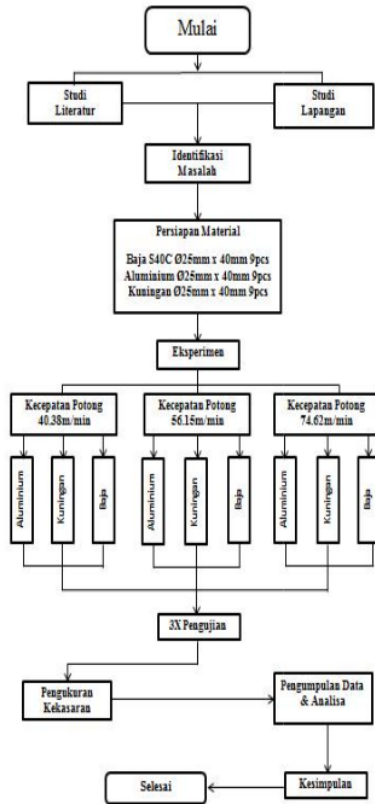 Mulai
Studi
Literatur
Studi
Lapangan
Identifikasi
Masalah
Persiapan Material
Baja S40C Ø25mm x 40mm 9pcs
Aluminium Ø25mm x 40mm 9pcs
Kuningan Ø25mm x 40mm 9pcs
Eksperimen
Kecepatan Potong
40.38m/min
Kecepatan Potong
56.15m/min
Kecepatan Potong
74.62m/min
Aluminium
Kuningan
Baja
Aluminium
Kuningan
Baja
Aluminium
Kuningan
Baja
3X Pengujian
Pengukuran
Kekasaran
Pengumpulan Data
& Analisa
Selesai
Kesimpulan